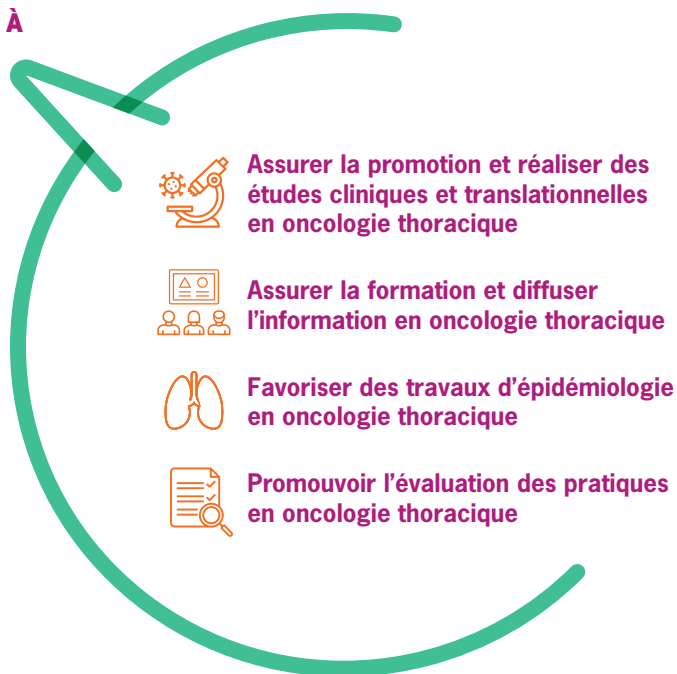 À
Assurer la promotion et réaliser des
études cliniques et translationnelles
en oncologie thoracique
Assurer la formation et diffuser
l'information en oncologie thoracique
Favoriser des travaux d'épidémiologie
en oncologie thoracique
Promouvoir l'évaluation des pratiques
en oncologie thoracique